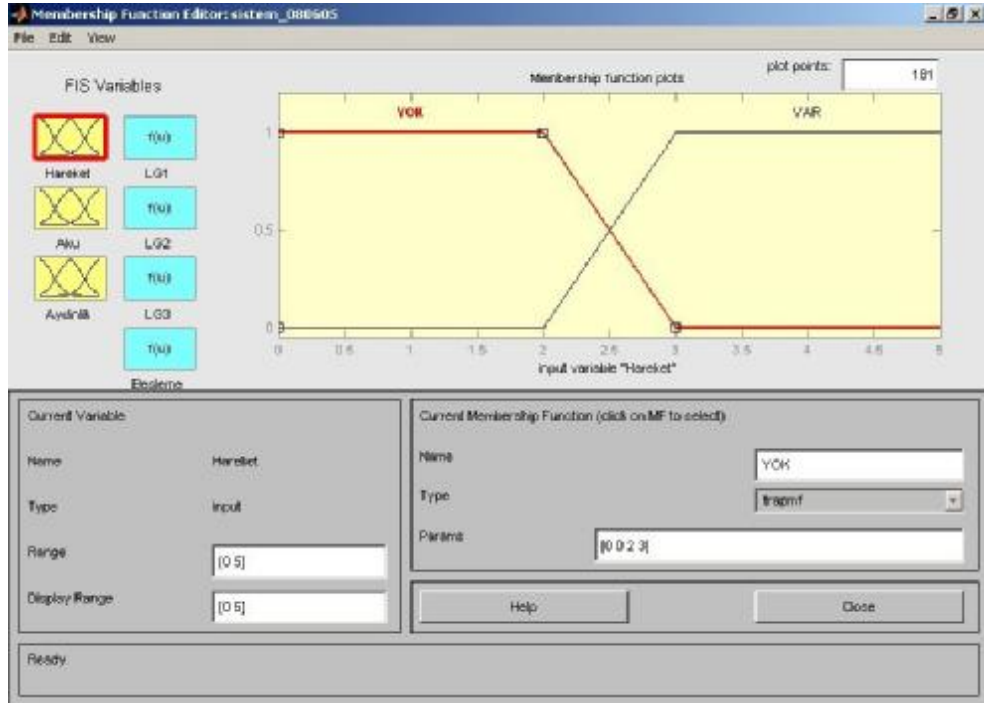 Membership Function Editor: sistem_080605
File Edit View
FIS Variables
Membership function plots
plot points:
181
f(u)
Hareket
LG1
f(u)
Aku
LG2
f(u)
LG3
f(u)
Ekleme
YOK
VAR
1
0.5
0
0 0.5 1 1.5 2 2.5 3 3.5 4 4.5 5
input variable "Hareket"
Current Variable
Name Hareket
Type input
Range [0 5]
Display Range [0 5]
Current Membership Function (click on MF to select)
Name YOK
Type trapmf
Params [0 0 2 3]
Help
Close
Ready